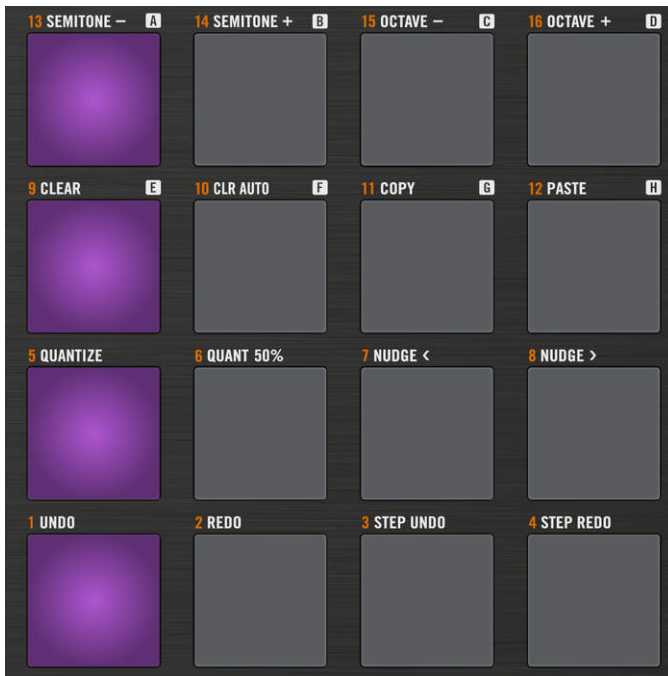 13 SEMITONE − A 14 SEMITONE + B 15 OCTAVE − C 16 OCTAVE + D
9 CLEAR E 10 CLR AUTO F 11 COPY G 12 PASTE H
5 QUANTIZE 6 QUANT 50% 7 NUDGE < 8 NUDGE >
1 UNDO 2 REDO 3 STEP UNDO 4 STEP REDO